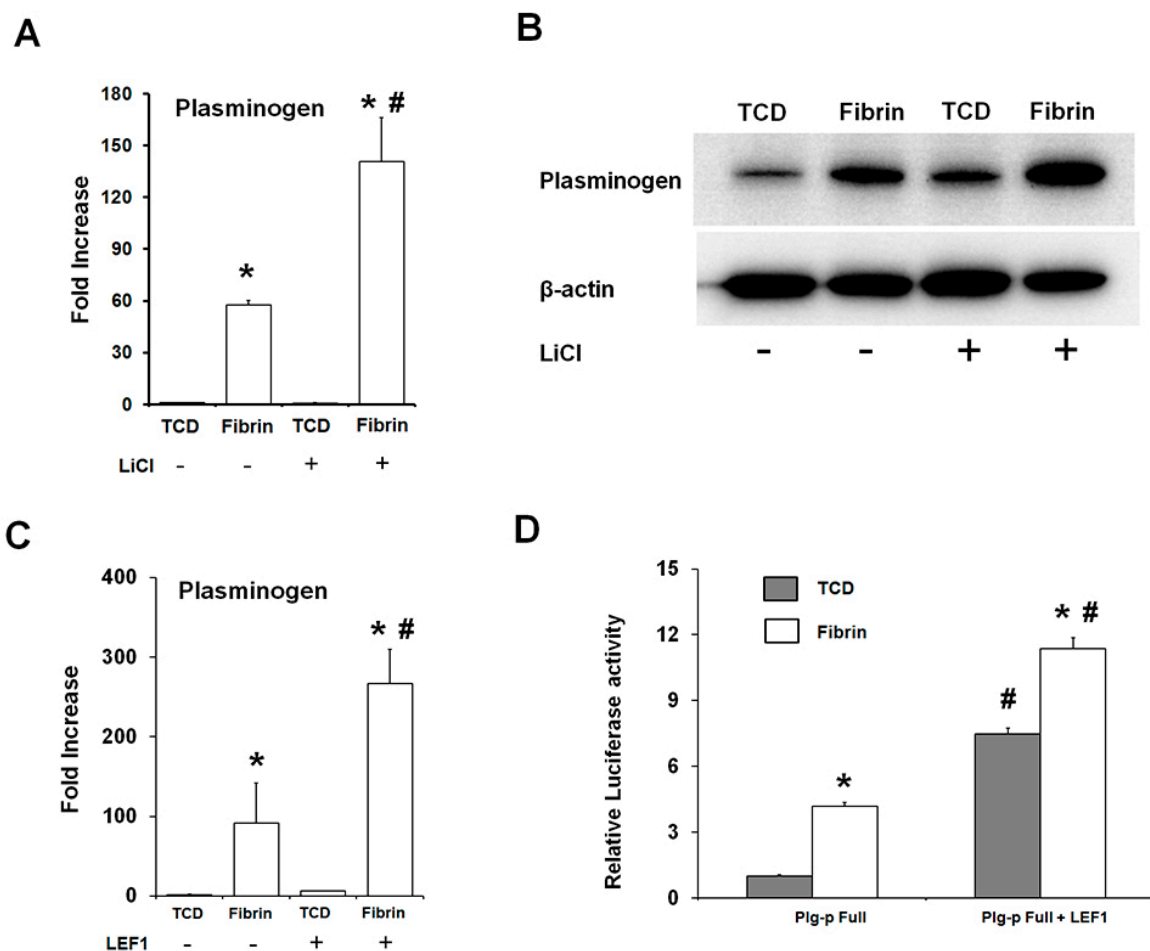 A
Plasminogen
Fold Increase
180
150
120
90
60
30
0
*
* #
TCD Fibrin TCD Fibrin
LiCl - - + +
B
TCD Fibrin TCD Fibrin
Plasminogen
β-actin
LiCl - - + +
C
Plasminogen
Fold Increase
400
300
200
100
0
*
* #
TCD Fibrin TCD Fibrin
LEF1 - - + +
D
Relative Luciferase activity
15
12
9
6
3
0
TCD
Fibrin
*
#
* #
Plg-p Full Plg-p Full + LEF1